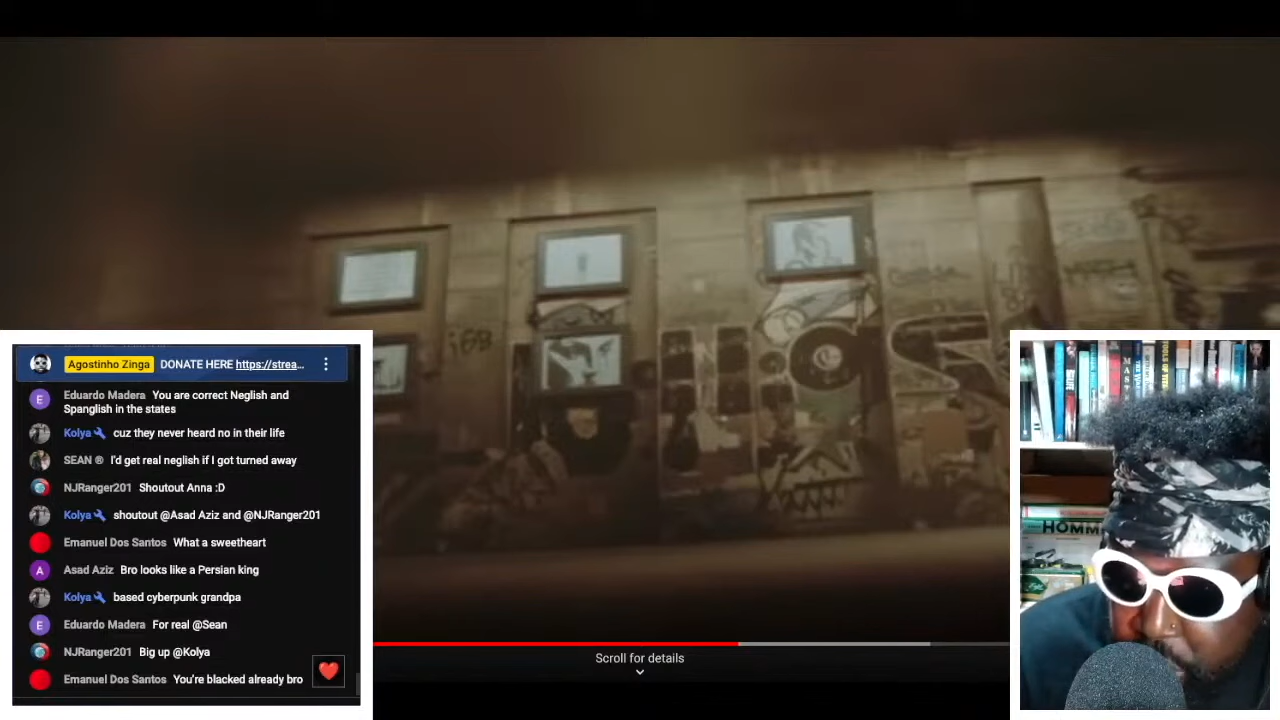 Agostinho Zinga DONATE HERE https://strea...
E Eduardo Madera You are correct Neglish and
Spanglish in the states
Kolya cuz they never heard no in their life
SEAN ® I'd get real neglish if I got turned away
NJRanger201 Shoutout Anna :D
Kolya shoutout @Asad Aziz and @NJRanger201
Emanuel Dos Santos What a sweetheart
A Asad Aziz Bro looks like a Persian king
Kolya based cyberpunk grandpa
E Eduardo Madera For real @Sean
NJRanger201 Big up @Kolya
Emanuel Dos Santos You're blacked already bro
Scroll for details
HOMM